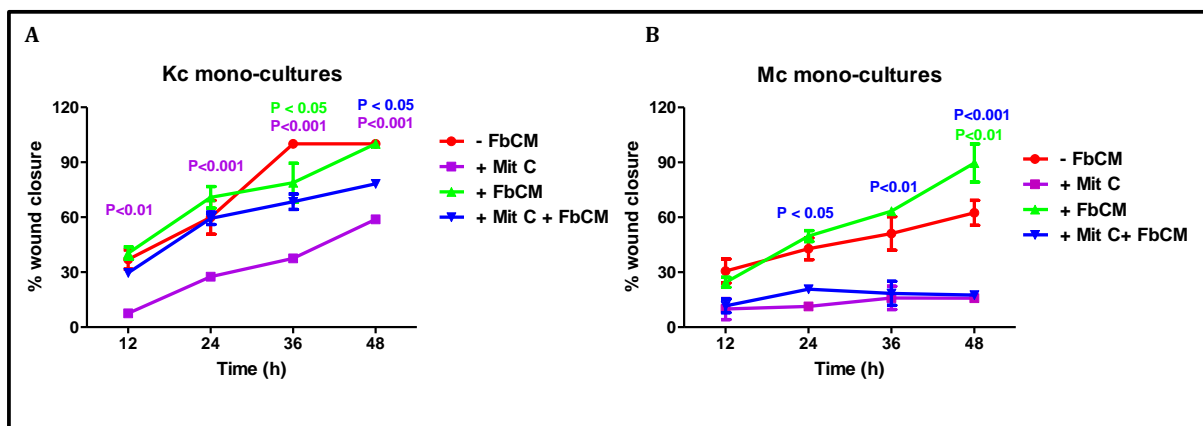 A
Kc mono-cultures
% wound closure
120
90
60
30
0
P<0.01
P<0.001
P < 0.05
P<0.001
P < 0.05
P<0.001
12 24 36 48
Time (h)
- FbCM
+ Mit C
+ FbCM
+ Mit C + FbCM
B
Mc mono-cultures
% wound closure
120
90
60
30
0
P < 0.05
P<0.01
P<0.001
P<0.01
12 24 36 48
Time (h)
- FbCM
+ Mit C
+ FbCM
+ Mit C+ FbCM